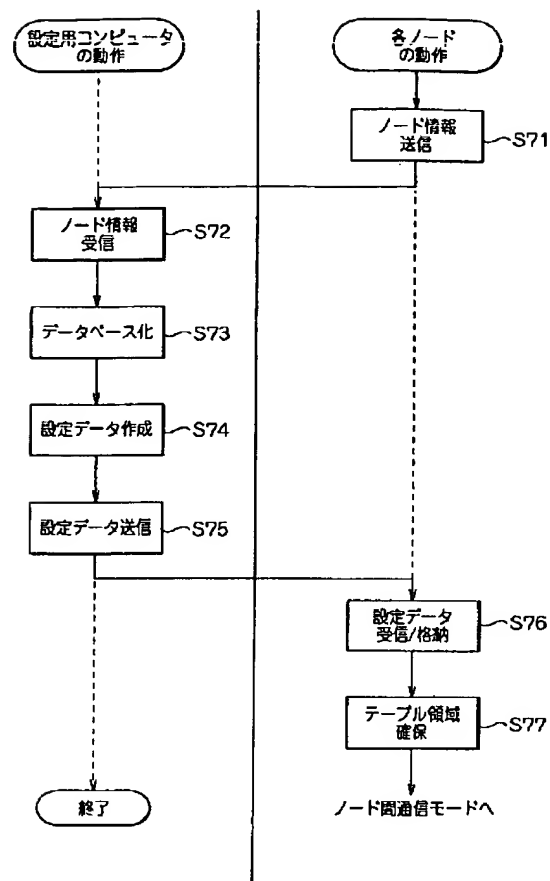 設定用コンピュータ
の動作
各ノード
の動作
ノード情報
送信
S71
ノード情報
受信
S72
データベース化
S73
設定データ作成
S74
設定データ送信
S75
設定データ
受信/格納
S76
テーブル領域
確保
S77
終了
ノード間通信モードへ